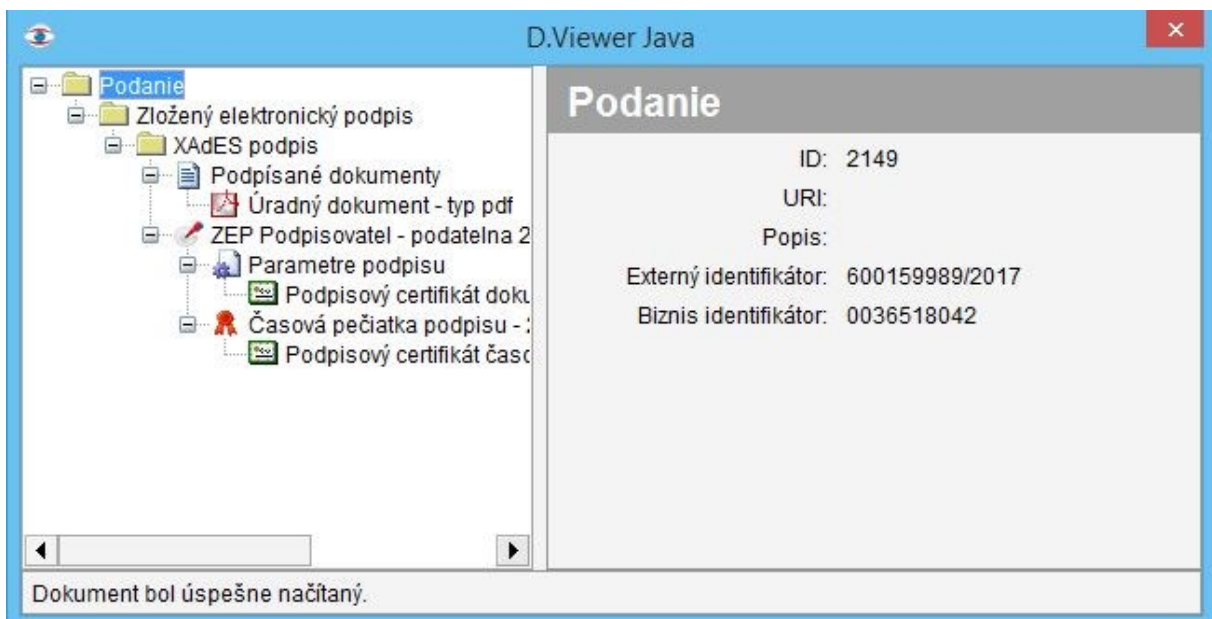 D.Viewer Java
Podanie
Zložený elektronický podpis
XAdES podpis
Podpísané dokumenty
Úradný dokument - typ pdf
ZEP Podpisovatel - podatelna 2
Parametre podpisu
Podpisový certifikát doku
Časová pečiatka podpisu -
Podpisový certifikát časo
Podanie
ID: 2149
URI:
Popis:
Externý identifikátor: 600159989/2017
Biznis identifikátor: 0036518042
Dokument bol úspešne načítaný.